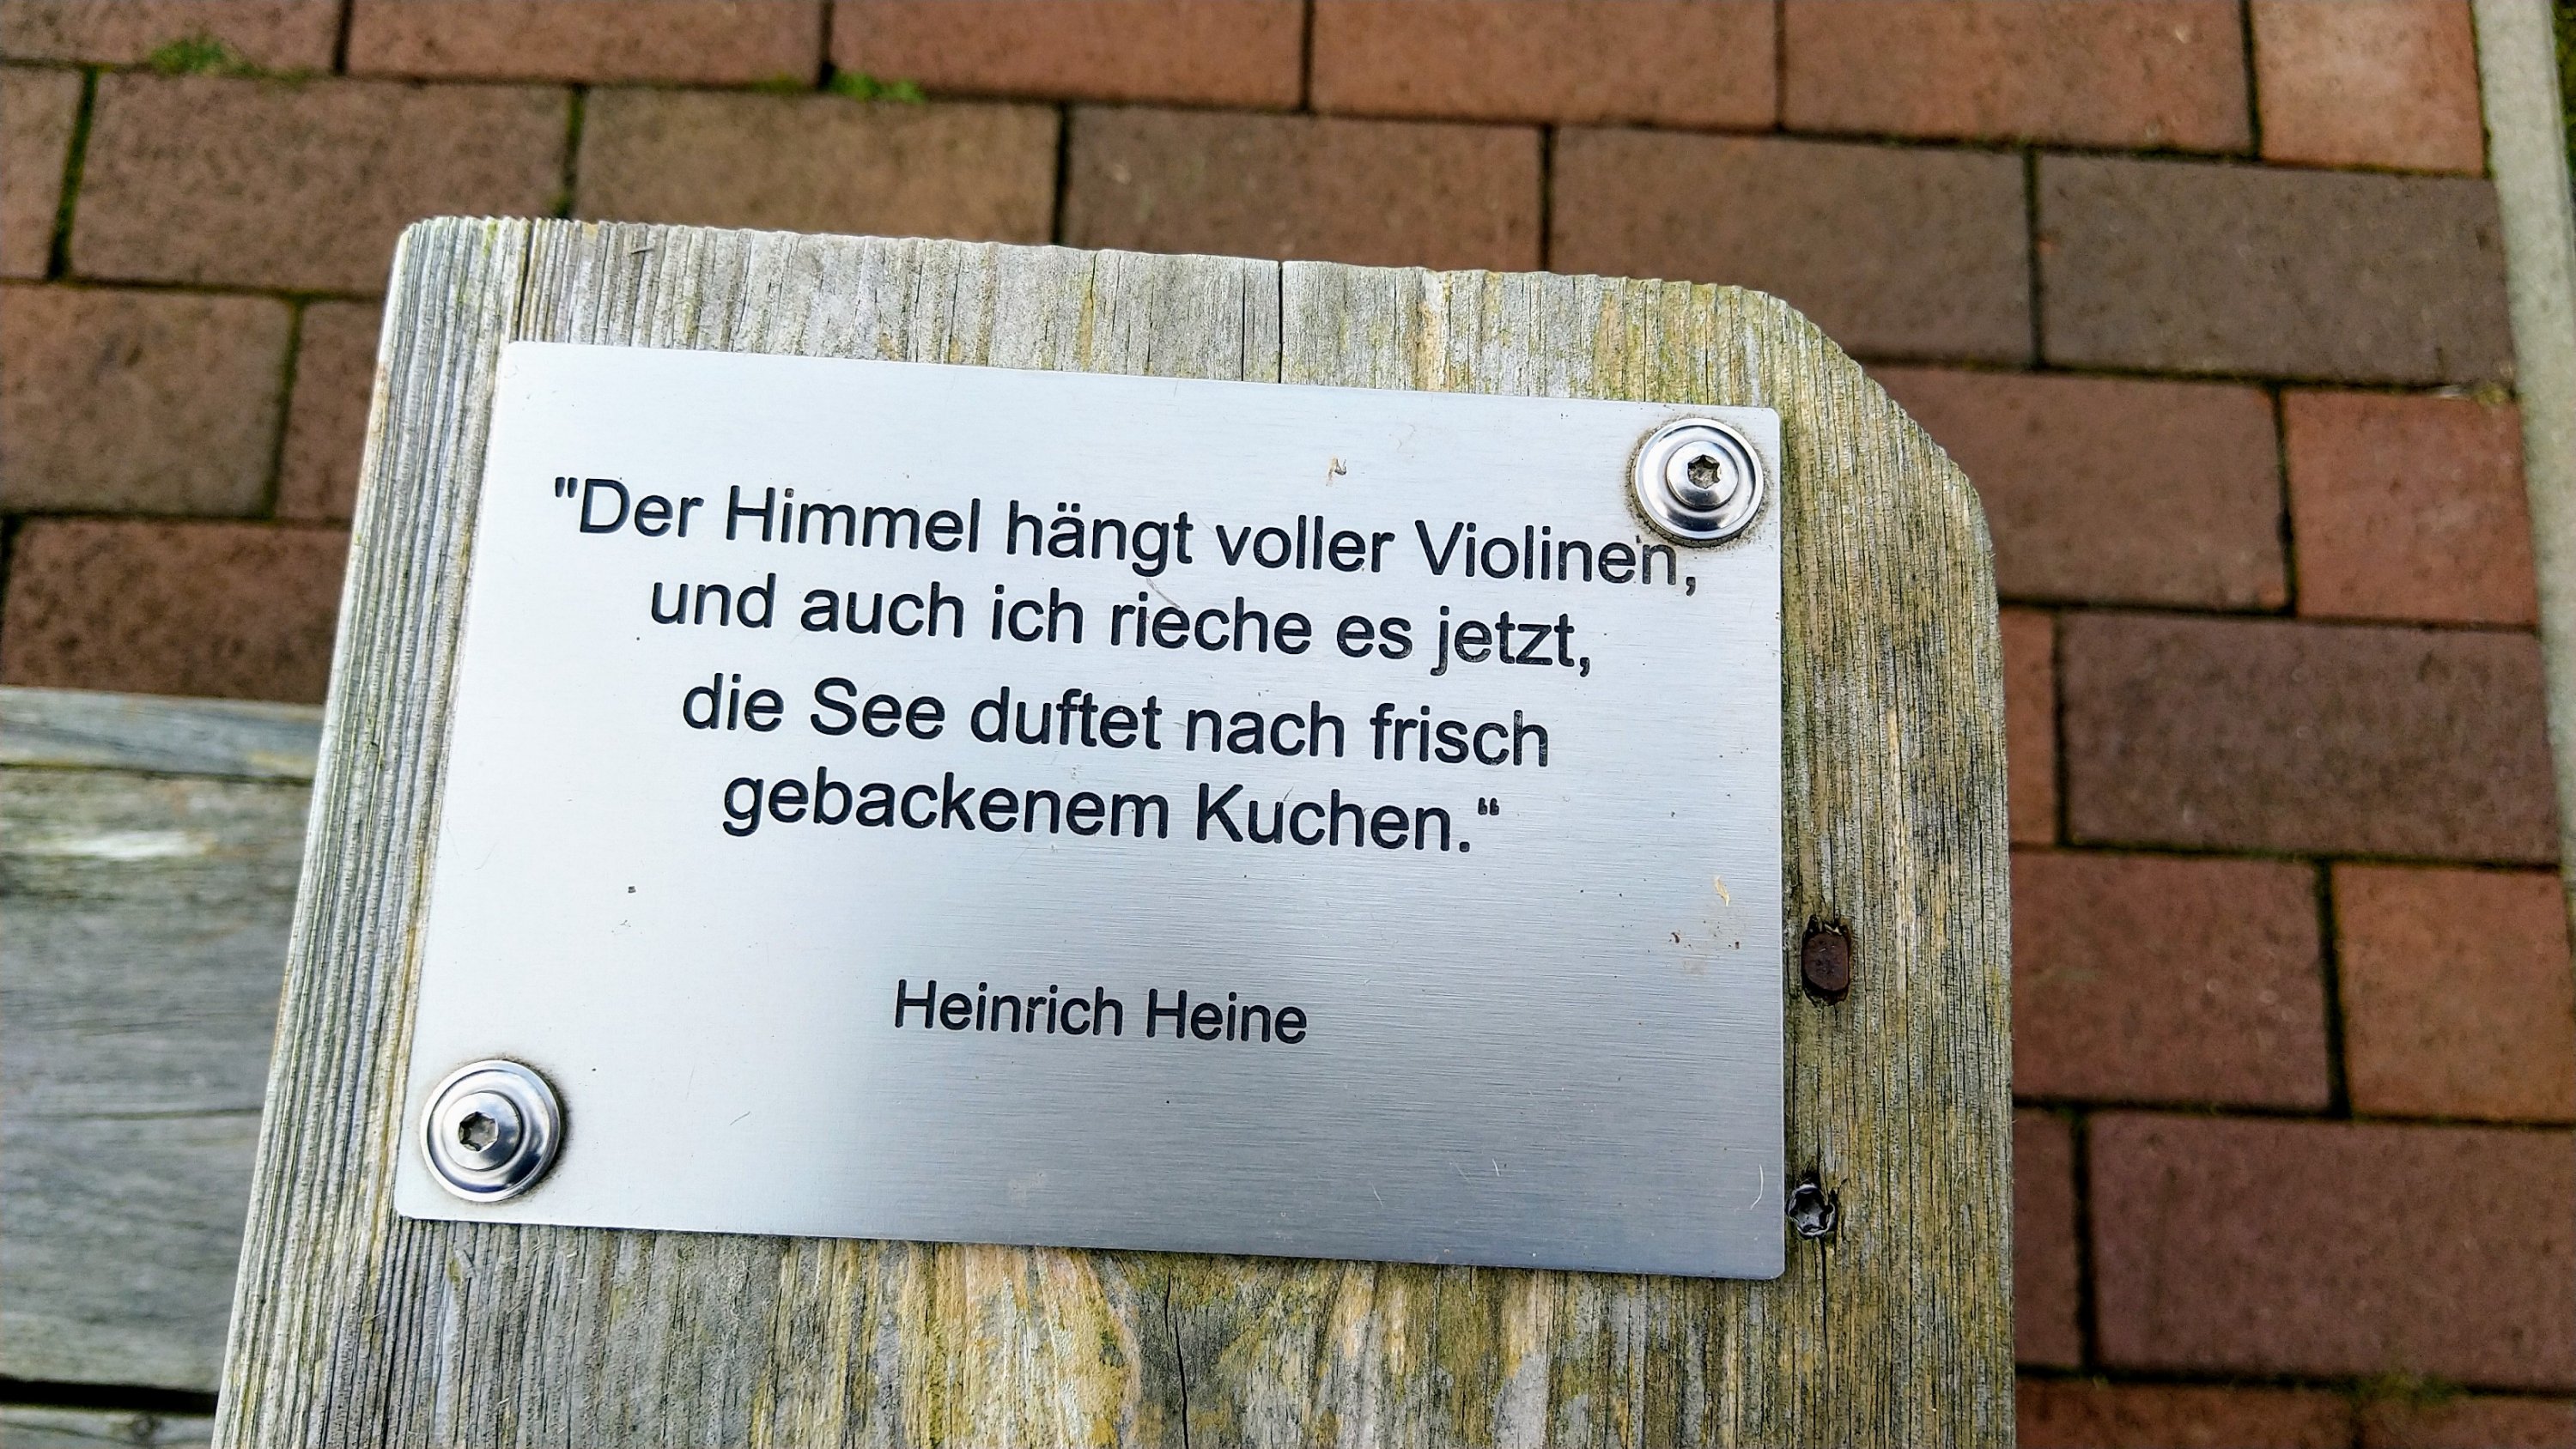 "Der Himmel hängt voller Violinen,
und auch ich rieche es jetzt,
die See duftet nach frisch
gebackenem Kuchen.“
Heinrich Heine